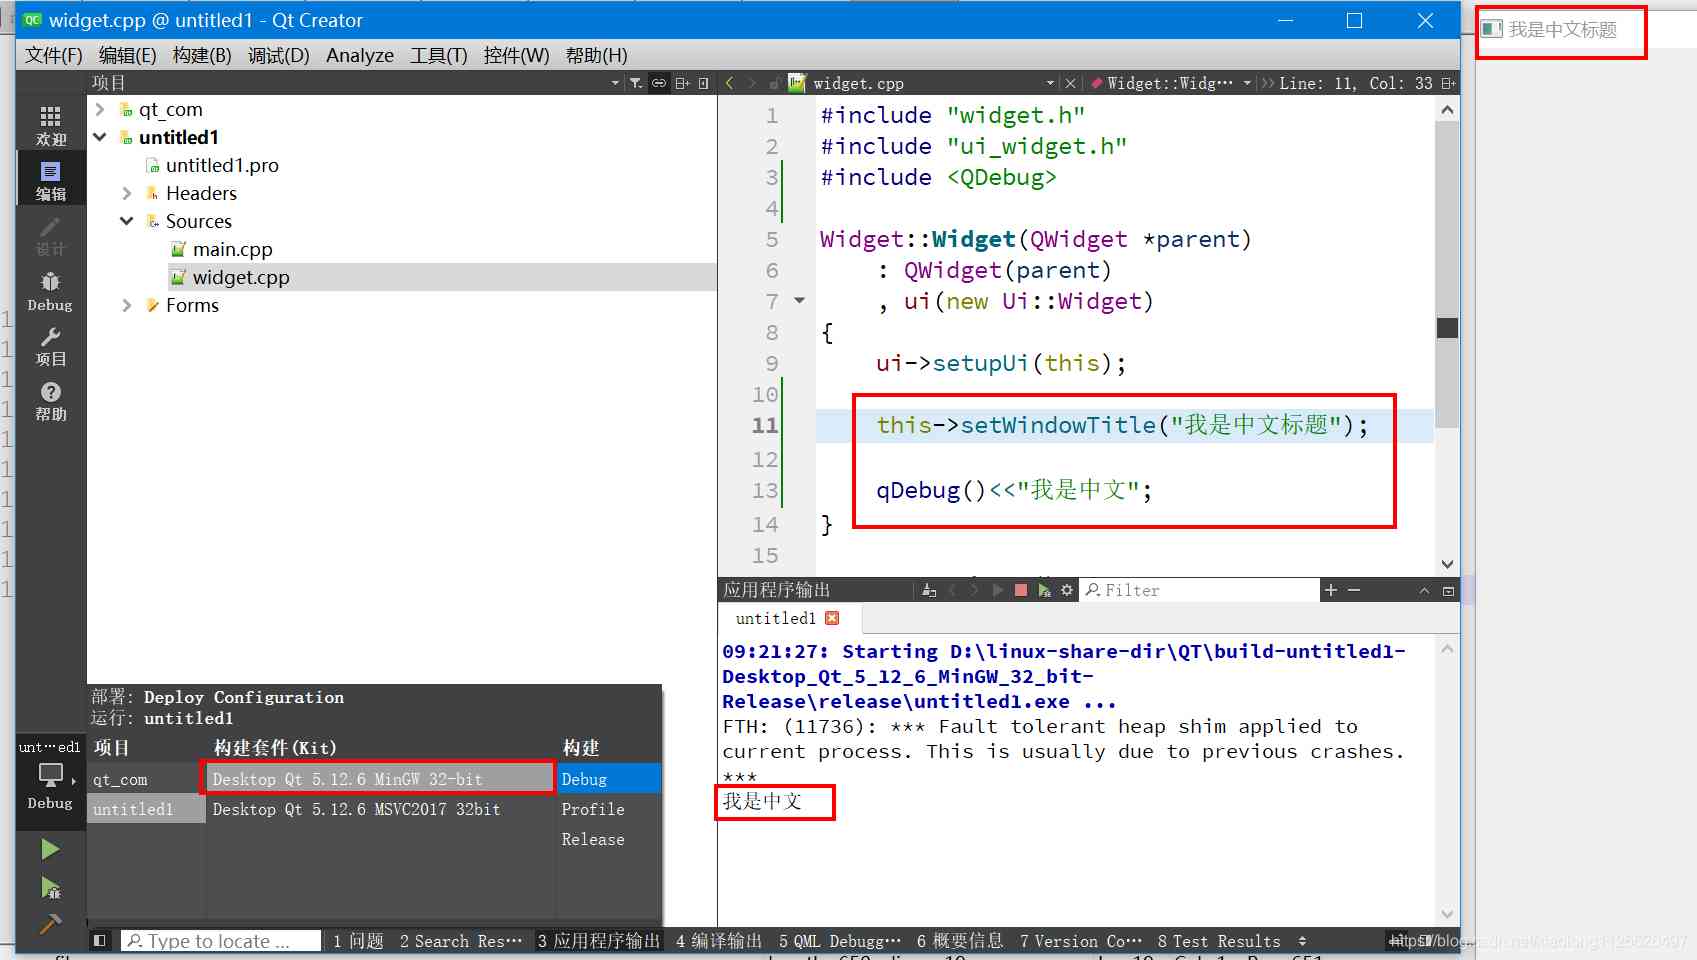 widget.cpp @ untitled1 - Qt Creator
我是中文标题
文件(F) 编辑(E) 构建(B) 调试(D) Analyze 工具(T) 控件(W) 帮助(H)
项目
widget.cpp
Widget::Widg···
Line: 11, Col: 33
欢迎
编辑
设计
Debug
项目
帮助
qt_com
untitled1
untitled1.pro
Headers
Sources
main.cpp
widget.cpp
Forms
1 #include "widget.h"
2 #include "ui_widget.h"
3 #include <QDebug>
4
5 Widget::Widget(QWidget *parent)
6 : QWidget(parent)
7 , ui(new Ui::Widget)
8 {
9 ui->setupUi(this);
10
11 this->setWindowTitle("我是中文标题");
12
13 qDebug()<<"我是中文";
14 }
15
应用程序输出
Filter
untitled1
09:21:27: Starting D:\linux-share-dir\QT\build-untitled1-
Desktop_Qt_5_12_6_MinGW_32_bit-
Release\release\untitled1.exe ...
FTH: (11736): *** Fault tolerant heap shim applied to
current process. This is usually due to previous crashes.
***
我是中文
部署: Deploy Configuration
运行: untitled1
项目 构建套件(Kit) 构建
qt_com Desktop Qt 5.12.6 MinGW 32-bit Debug
untitled1 Desktop Qt 5.12.6 MSVC2017 32bit Profile
Release
unt···ed1
Debug
Type to locate ...
1 问题 2 Search Res··· 3 应用程序输出 4 编译输出 5 QML Debugg··· 6 概要信息 7 Version Co··· 8 Test Results